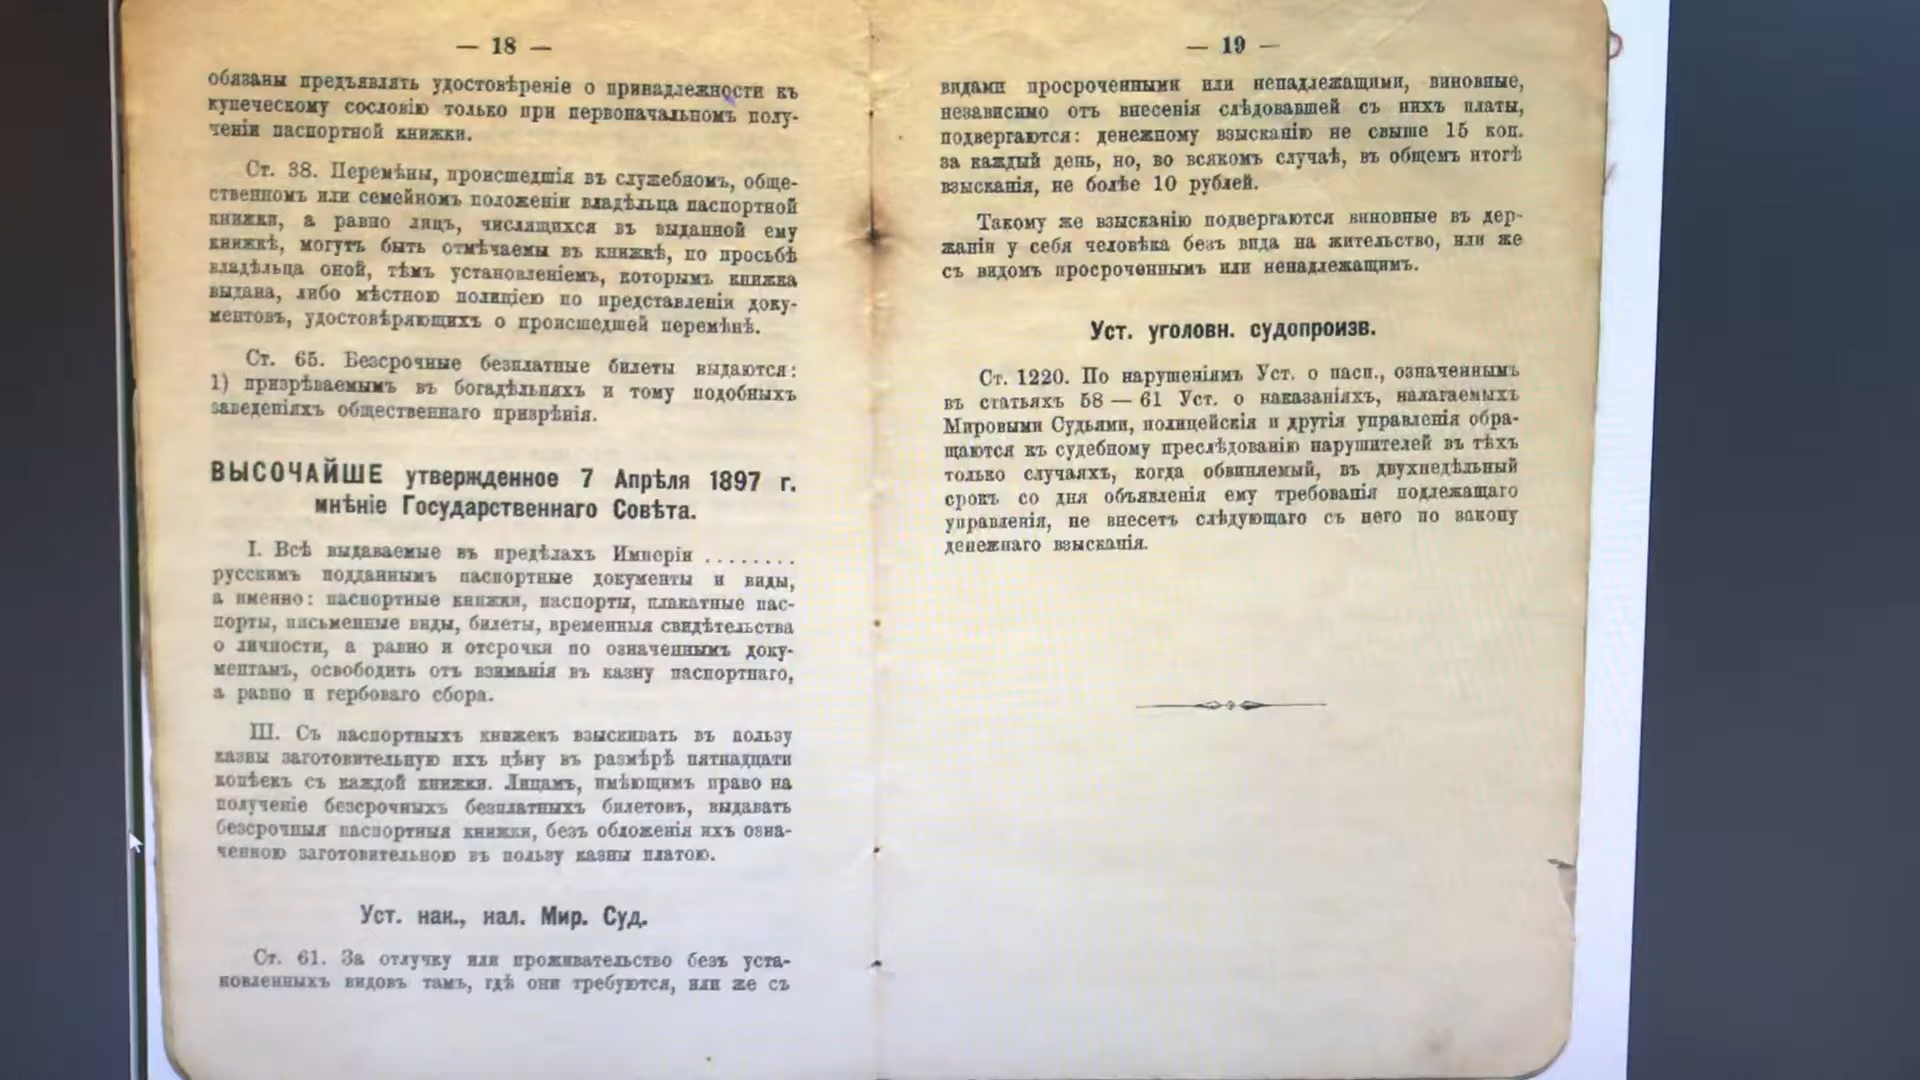 — 18 —
обязаны предъявлять удостовѣреніе о принадлежности къ
купеческому сословію только при первоначальномъ полу-
ченіи паспортной книжки.
Ст. 38. Перемѣны, происшедшія въ служебномъ, обще-
ственномъ или семейномъ положеніи владѣльца паспортной
книжки, а равно лицъ, числящихся въ выданной ему
книжкѣ, могутъ быть отмѣчаемы въ книжкѣ, по просьбѣ
владѣльца оной, тѣмъ установленіемъ, которымъ книжка
выдана, либо мѣстною полиціею по представленіи доку-
ментовъ, удостовѣряющихъ о происшедшей перемѣнѣ.
Ст. 65. Безсрочные безплатные билеты выдаются:
1) призрѣваемымъ въ богадѣльняхъ и тому подобныхъ
заведеніяхъ общественнаго призрѣнія.
ВЫСОЧАЙШЕ утвержденное 7 Апрѣля 1897 г.
мнѣніе Государственнаго Совѣта.
I. Всѣ выдаваемые въ предѣлахъ Имперіи ........
русскимъ подданнымъ паспортные документы и виды,
а именно: паспортные книжки, паспорты, плакатные пас-
порты, письменные виды, билеты, временныя свидѣтельства
о личности, а равно и отсрочки по означеннымъ доку-
ментамъ, освободить отъ взиманія въ казну паспортнаго,
а равно и гербоваго сбора.
III. Съ паспортныхъ книжекъ взыскивать въ пользу
казны заготовительную ихъ цѣну въ размѣрѣ пятнадцати
копѣекъ съ каждой книжки. Лицамъ, имѣющимъ право на
полученіе безсрочныхъ безплатныхъ билетовъ, выдавать
безсрочныя паспортныя книжки, безъ обложенія ихъ озна-
ченною заготовительною въ пользу казны платою.
Уст. нак., нал. Мир. Суд.
Ст. 61. За отлучку или проживательство безъ уста-
новленныхъ видовъ тамъ, гдѣ они требуются, или же съ
— 19 —
видами просроченными или ненадлежащими, виновные,
независимо отъ внесенія слѣдовавшей съ нихъ платы,
подвергаются: денежному взысканію не свыше 15 коп.
за каждый день, но, во всякомъ случаѣ, въ общемъ итогѣ
взысканія, не болѣе 10 рублей.
Такому же взысканію подвергаются виновные въ дер-
жаніи у себя человѣка безъ вида на жительство, или же
съ видомъ просроченнымъ или ненадлежащимъ.
Уст. уголовн. судопроизв.
Ст. 1220. По нарушеніямъ Уст. о пасп., означеннымъ
въ статьяхъ 58 — 61 Уст. о наказаніяхъ, налагаемыхъ
Мировыми Судьями, полицейскія и другія управленія обра-
щаются къ судебному преслѣдованію нарушителей въ тѣхъ
только случаяхъ, когда обвиняемый, въ двухнедѣльный
срокъ со дня объявленія ему требованія подлежащаго
управленія, не внесетъ слѣдующаго съ него по закону
денежнаго взысканія.